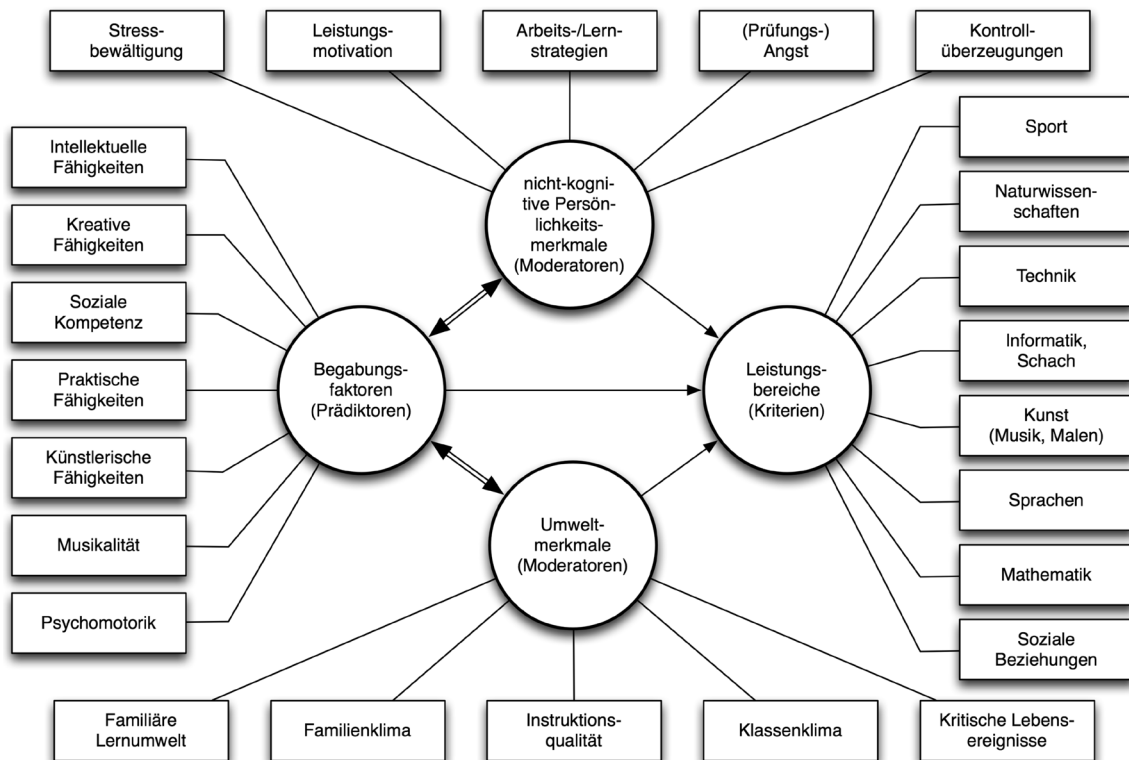 Stress-
bewältigung
Leistungs-
motivation
Arbeits-/Lern-
strategien
(Prüfungs-)
Angst
Kontroll-
überzeugungen
Intellektuelle
Fähigkeiten
Kreative
Fähigkeiten
Soziale
Kompetenz
Praktische
Fähigkeiten
Künstlerische
Fähigkeiten
Musikalität
Psychomotorik
nicht-kogni-
tive Persön-
lichkeits-
merkmale
(Moderatoren)
Begabungs-
faktoren
(Prädiktoren)
Leistungs-
bereiche
(Kriterien)
Umwelt-
merkmale
(Moderatoren)
Sport
Naturwissen-
schaften
Technik
Informatik,
Schach
Kunst
(Musik, Malen)
Sprachen
Mathematik
Soziale
Beziehungen
Familiäre
Lernumwelt
Familienklima
Instruktions-
qualität
Klassenklima
Kritische Lebens-
ereignisse